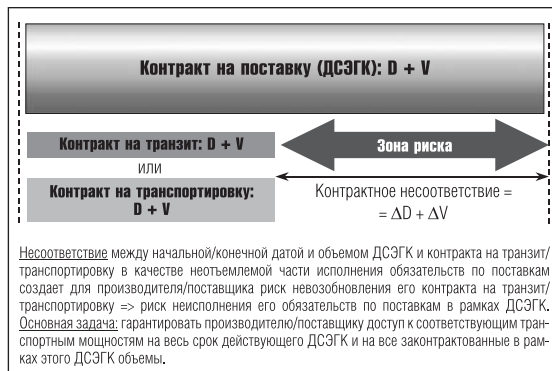 Контракт на поставку (ДСЭГК): D + V
Контракт на транзит: D + V
Зона риска
или
Контракт на транспортировку:
D + V
Контрактное несоответствие =
= ΔD + ΔV
Несоответствие между начальной/конечной датой и объемом ДСЭГК и контракта на транзит/
транспортировку в качестве неотъемлемой части исполнения обязательств по поставкам
создает для производителя/поставщика риск невозобновления его контракта на транзит/
транспортировку => риск неисполнения его обязательств по поставкам в рамках ДСЭГК.
Основная задача: гарантировать производителю/поставщику доступ к соответствующим тран-
спортным мощностям на весь срок действующего ДСЭГК и на все законтрактованные в рам-
ках этого ДСЭГК объемы.